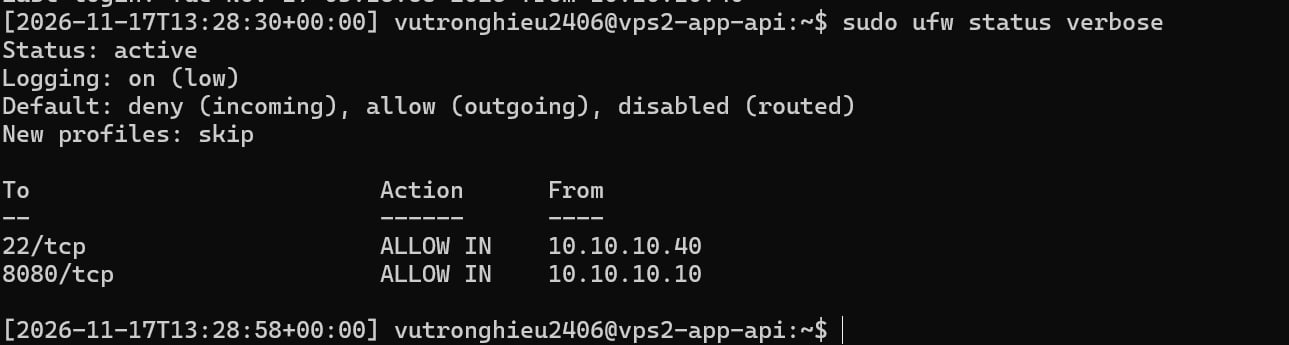 [2026-11-17T13:28:30+00:00] vutronghieu2406@vps2-app-api:~$ sudo ufw status verbose
Status: active
Logging: on (low)
Default: deny (incoming), allow (outgoing), disabled (routed)
New profiles: skip
To                         Action      From
--                         ------      ----
22/tcp                     ALLOW IN    10.10.10.40
8080/tcp                   ALLOW IN    10.10.10.10
[2026-11-17T13:28:58+00:00] vutronghieu2406@vps2-app-api:~$